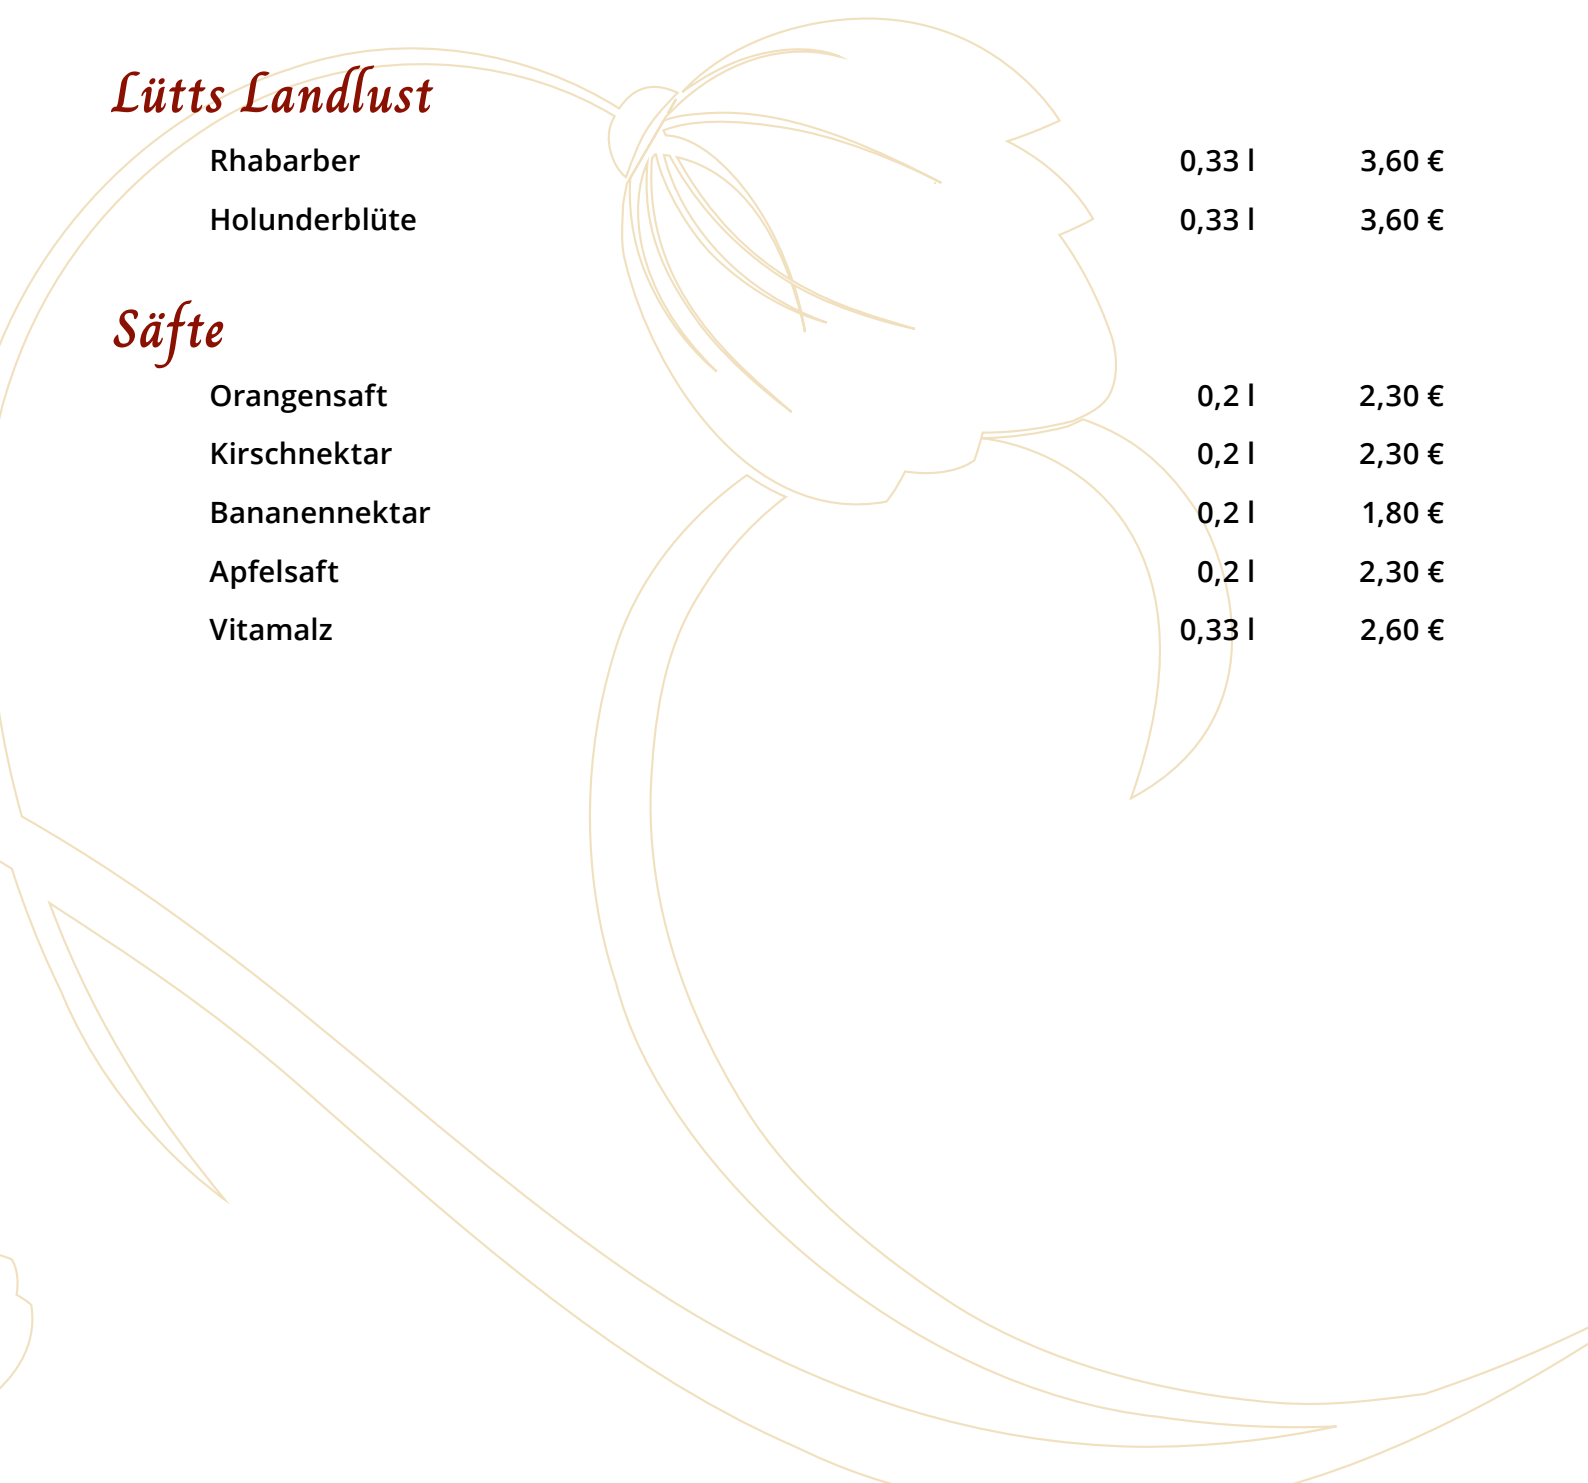 Lütts Landlust
Rhabarber 0,33 l 3,60 €
Holunderblüte 0,33 l 3,60 €
Säfte
Orangensaft 0,2 l 2,30 €
Kirschnektar 0,2 l 2,30 €
Bananennektar 0,2 l 1,80 €
Apfelsaft 0,2 l 2,30 €
Vitamalz 0,33 l 2,60 €